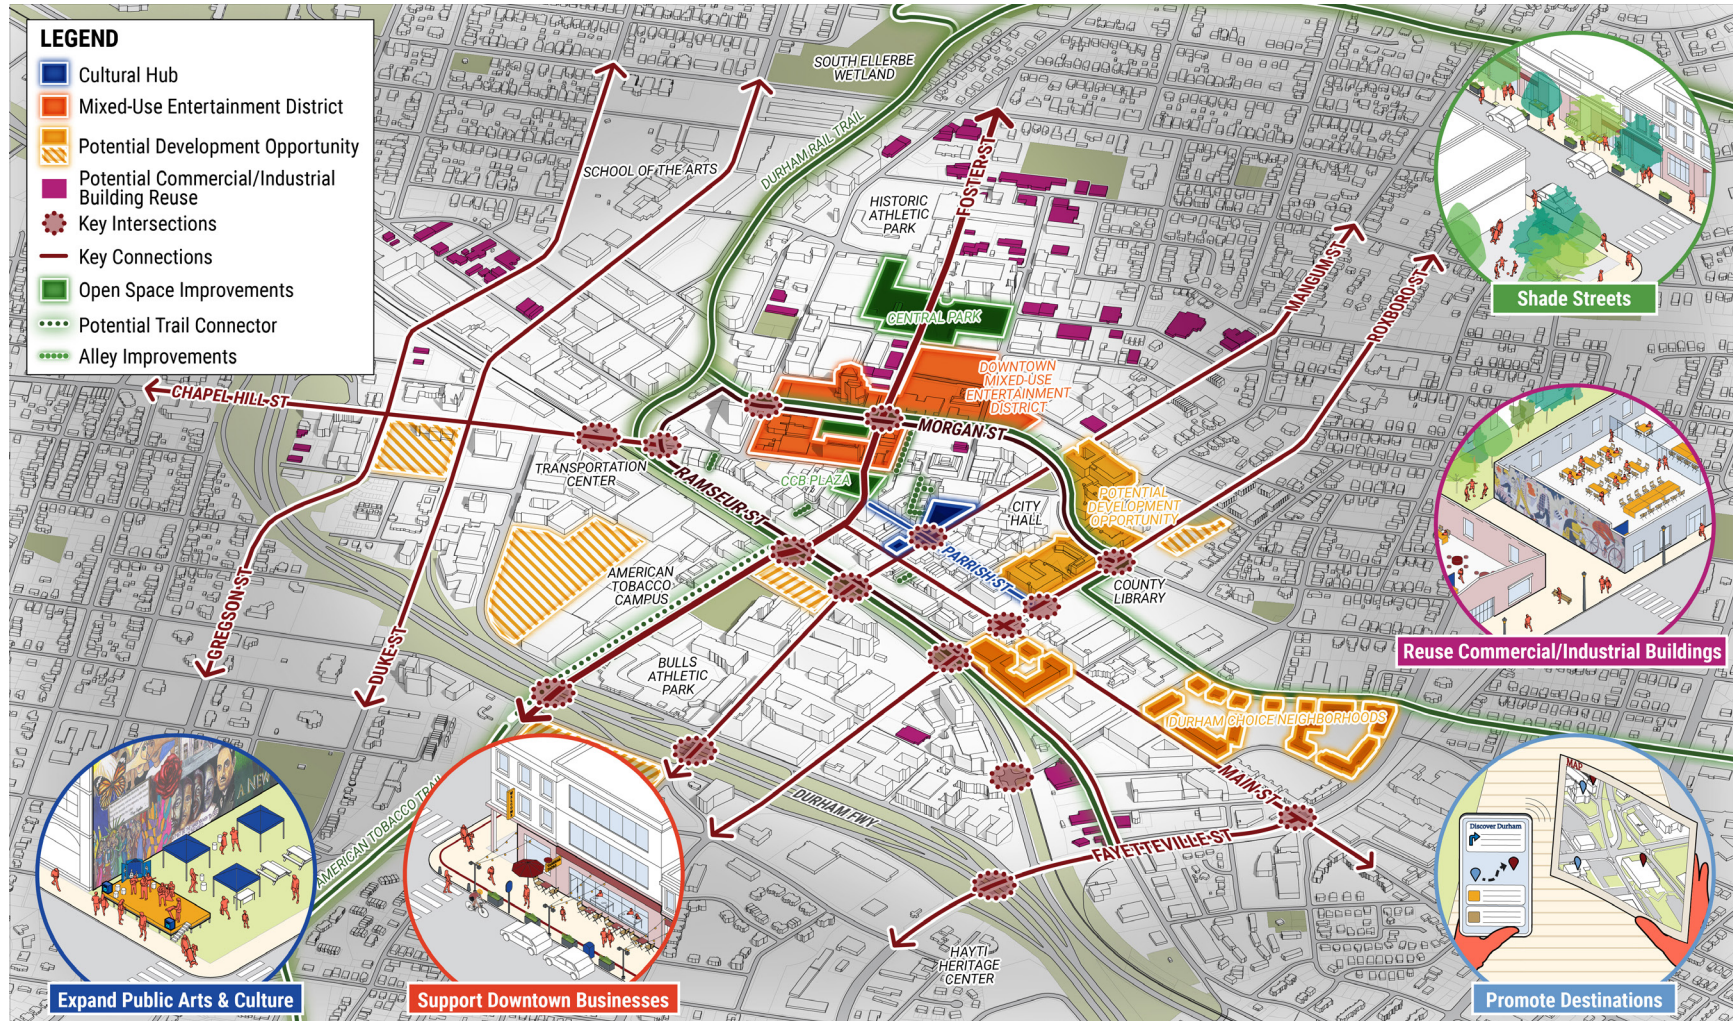 LEGEND
Cultural Hub
Mixed-Use Entertainment District
Potential Development Opportunity
Potential Commercial/Industrial
Building Reuse
Key Intersections
Key Connections
Open Space Improvements
Potential Trail Connector
Alley Improvements
SOUTH ELLERBE
WETLAND
DURHAM RAIL TRAIL
SCHOOL OF THE ARTS
FOSTER ST
HISTORIC
ATHLETIC
PARK
MANGUM ST
ROXBORO ST
Shade Streets
CENTRAL PARK
DOWNTOWN
MIXED-USE
ENTERTAINMENT
DISTRICT
CHAPEL HILL ST
MORGAN ST
TRANSPORTATION
CENTER
RAMSEUR ST
CCB PLAZA
CITY
HALL
POTENTIAL
DEVELOPMENT
OPPORTUNITY
PARRISH ST
COUNTY
LIBRARY
AMERICAN
TOBACCO
CAMPUS
GREGSON ST
DUKE ST
BULLS
ATHLETIC
PARK
Reuse Commercial/Industrial Buildings
DURHAM CHOICE NEIGHBORHOODS
MAIN ST
DURHAM FWY
FAYETTEVILLE ST
AMERICAN TOBACCO TRAIL
HAYTI
HERITAGE
CENTER
A NEW
MAP
Discover Durham
Expand Public Arts & Culture
Support Downtown Businesses
Promote Destinations